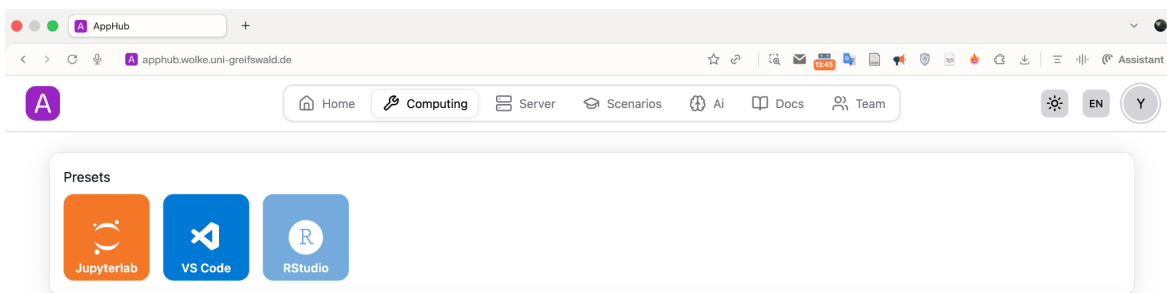 A AppHub +
A apphub.wolke.uni-greifswald.de 13:45 Assistant
A Home Computing Server Scenarios Ai Docs Team EN Y
Presets
R
Jupyterlab VS Code RStudio